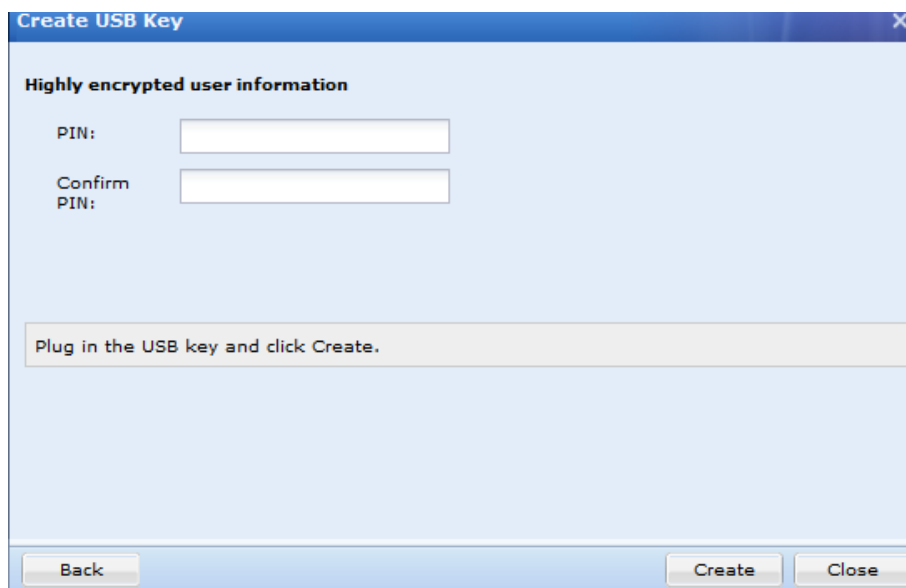 Create USB Key
Highly encrypted user information
PIN:
Confirm
PIN:
Plug in the USB key and click Create.
Back
Create
Close